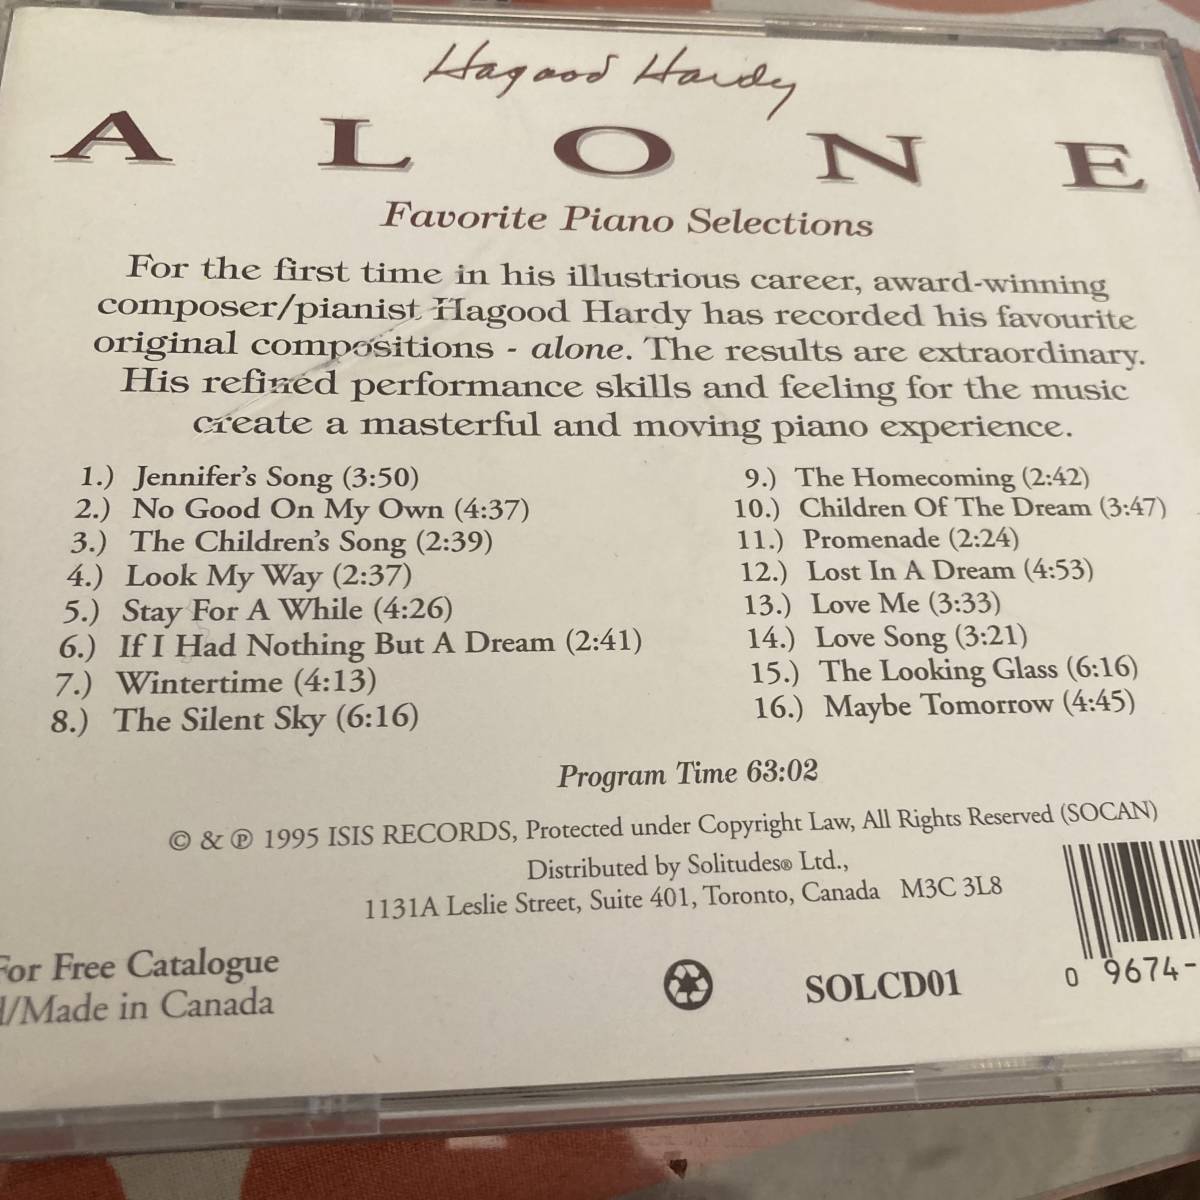 Hagood Hardy
ALONE
Favorite Piano Selections
For the first time in his illustrious career, award-winning
composer/pianist Hagood Hardy has recorded his favourite
original compositions - alone. The results are extraordinary.
His refined performance skills and feeling for the music
create a masterful and moving piano experience.
1.) Jennifer's Song (3:50)
2.) No Good On My Own (4:37)
3.) The Children's Song (2:39)
4.) Look My Way (2:37)
5.) Stay For A While (4:26)
6.) If I Had Nothing But A Dream (2:41)
7.) Wintertime (4:13)
8.) The Silent Sky (6:16)
9.) The Homecoming (2:42)
10.) Children Of The Dream (3:47)
11.) Promenade (2:24)
12.) Lost In A Dream (4:53)
13.) Love Me (3:33)
14.) Love Song (3:21)
15.) The Looking Glass (6:16)
16.) Maybe Tomorrow (4:45)
Program Time 63:02
© & ℗ 1995 ISIS RECORDS, Protected under Copyright Law, All Rights Reserved (SOCAN)
Distributed by Solitudes® Ltd.,
1131A Leslie Street, Suite 401, Toronto, Canada M3C 3L8
For Free Catalogue
/Made in Canada
SOLCD01
0 9674-